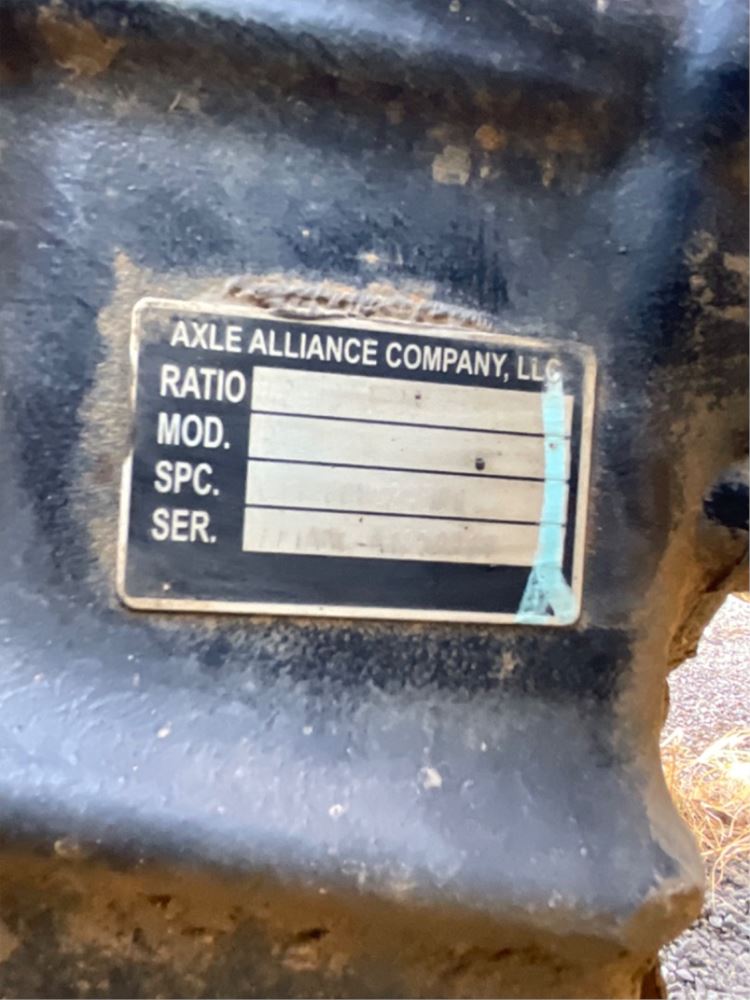 AXLE ALLIANCE COMPANY, LLC
RATIO
MOD.
SPC.
SER.